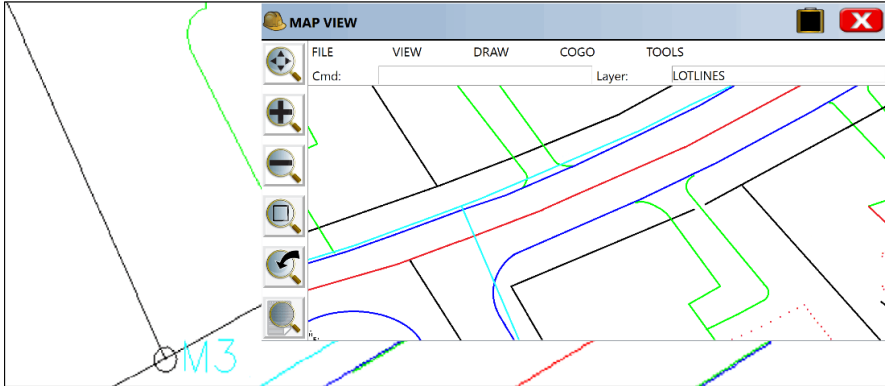 MAP VIEW
FILE VIEW DRAW COGO TOOLS
Cmd: Layer: LOTLINES
M3